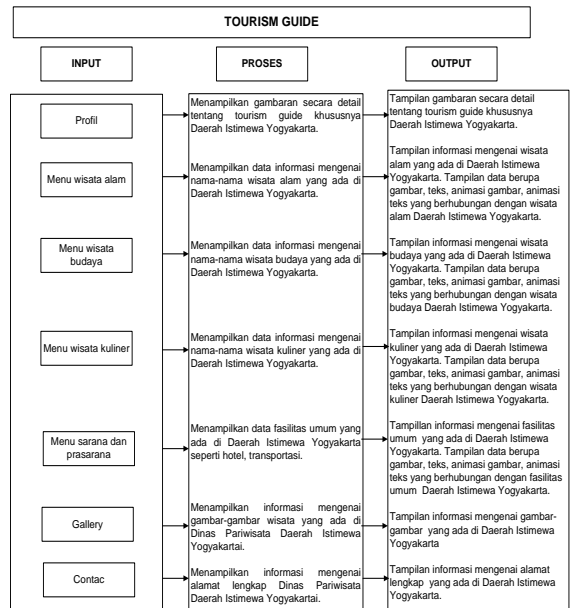 TOURISM GUIDE
INPUT
PROSES
OUTPUT
Profil
Menampilkan gambaran secara detail
tentang tourism guide khususnya
Daerah Istimewa Yogyakarta.
Tampilan gambaran secara detail
tentang tourism guide khususnya
Daerah Istimewa Yogyakarta.
Menu wisata alam
Menampilkan data informasi mengenai
nama-nama wisata alam yang ada di
Daerah Istimewa Yogyakarta.
Tampilan informasi mengenai wisata
alam yang ada di Daerah Istimewa
Yogyakarta. Tampilan data berupa
gambar, teks, animasi gambar, animasi
teks yang berhubungan dengan wisata
alam Daerah Istimewa Yogyakarta.
Menu wisata
budaya
Menampilkan data informasi mengenai
nama-nama wisata budaya yang ada di
Daerah Istimewa Yogyakarta.
Tampilan informasi mengenai wisata
budaya yang ada di Daerah Istimewa
Yogyakarta. Tampilan data berupa
gambar, teks, animasi gambar, animasi
teks yang berhubungan dengan wisata
budaya Daerah Istimewa Yogyakarta.
Menu wisata kuliner
Menampilkan data informasi mengenai
nama-nama wisata kuliner yang ada di
Daerah Istimewa Yogyakarta.
Tampilan informasi mengenai wisata
kuliner yang ada di Daerah Istimewa
Yogyakarta. Tampilan data berupa
gambar, teks, animasi gambar, animasi
teks yang berhubungan dengan wisata
kuliner Daerah Istimewa Yogyakarta.
Menu sarana dan
prasarana
Menampilkan data fasilitas umum yang
ada di Daerah Istimewa Yogyakarta
seperti hotel, transportasi.
Tampillan informasi mengenai fasilitas
umum yang ada di Daerah Istimewa
Yogyakarta. Tampilan data berupa
gambar, teks, animasi gambar, animasi
teks yang berhubungan dengan fasilitas
umum Daerah Istimewa Yogyakarta.
Gallery
Menampilkan informasi mengenai
gambar-gambar wisata yang ada di
Dinas Pariwisata Daerah Istimewa
Yogyakartai.
Tampilan informasi mengenai gambar-
gambar yang ada di Daerah Istimewa
Yogyakarta
Contac
Menampilkan informasi mengenai
alamat lengkap Dinas Pariwisata
Daerah Istimewa Yogyakartai.
Tampilan informasi mengenai alamat
lengkap yang ada di Daerah Istimewa
Yogyakarta.